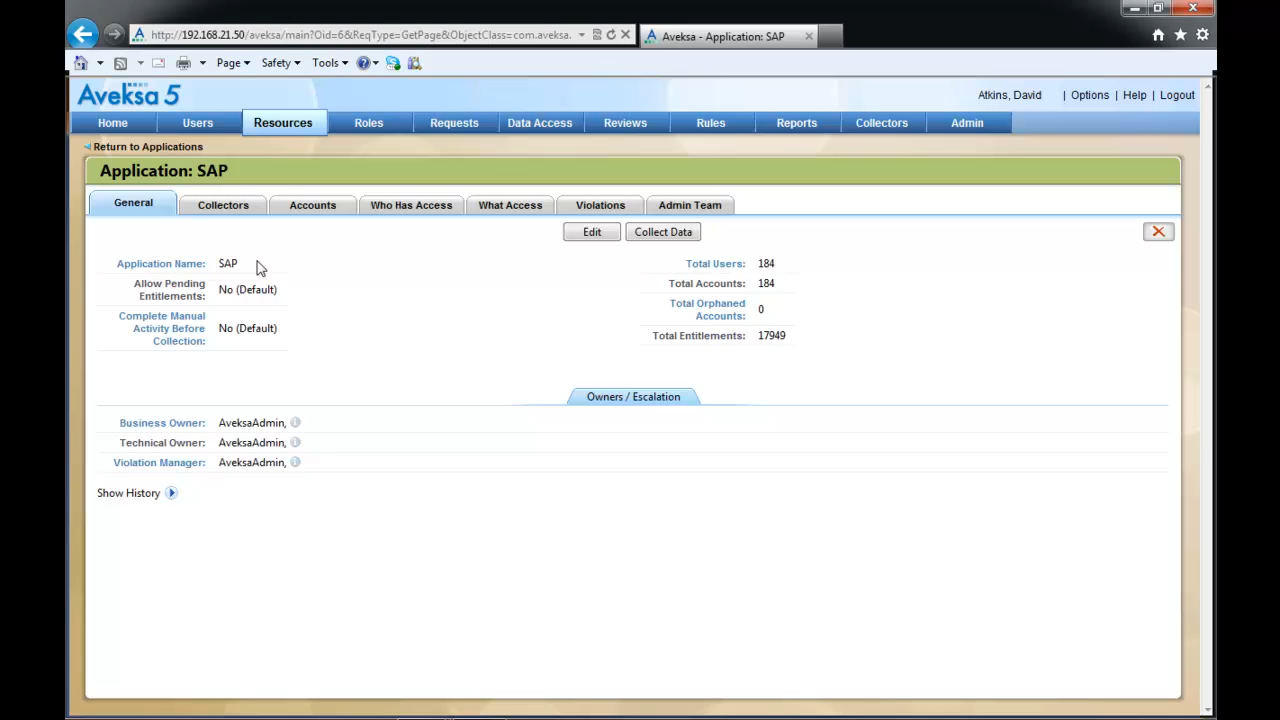 http://192.168.21.50/aveksa/main?Oid=6&ReqType=GetPage&ObjectClass=com.aveksa.
Aveksa - Application: SAP
Page Safety Tools
Aveksa 5
Atkins, David | Options | Help | Logout
Home Users Resources Roles Requests Data Access Reviews Rules Reports Collectors Admin
Return to Applications
Application: SAP
General Collectors Accounts Who Has Access What Access Violations Admin Team
Edit Collect Data
Application Name: SAP
Allow Pending
Entitlements: No (Default)
Complete Manual
Activity Before
Collection: No (Default)
Total Users: 184
Total Accounts: 184
Total Orphaned
Accounts: 0
Total Entitlements: 17949
Owners / Escalation
Business Owner: AveksaAdmin,
Technical Owner: AveksaAdmin,
Violation Manager: AveksaAdmin,
Show History